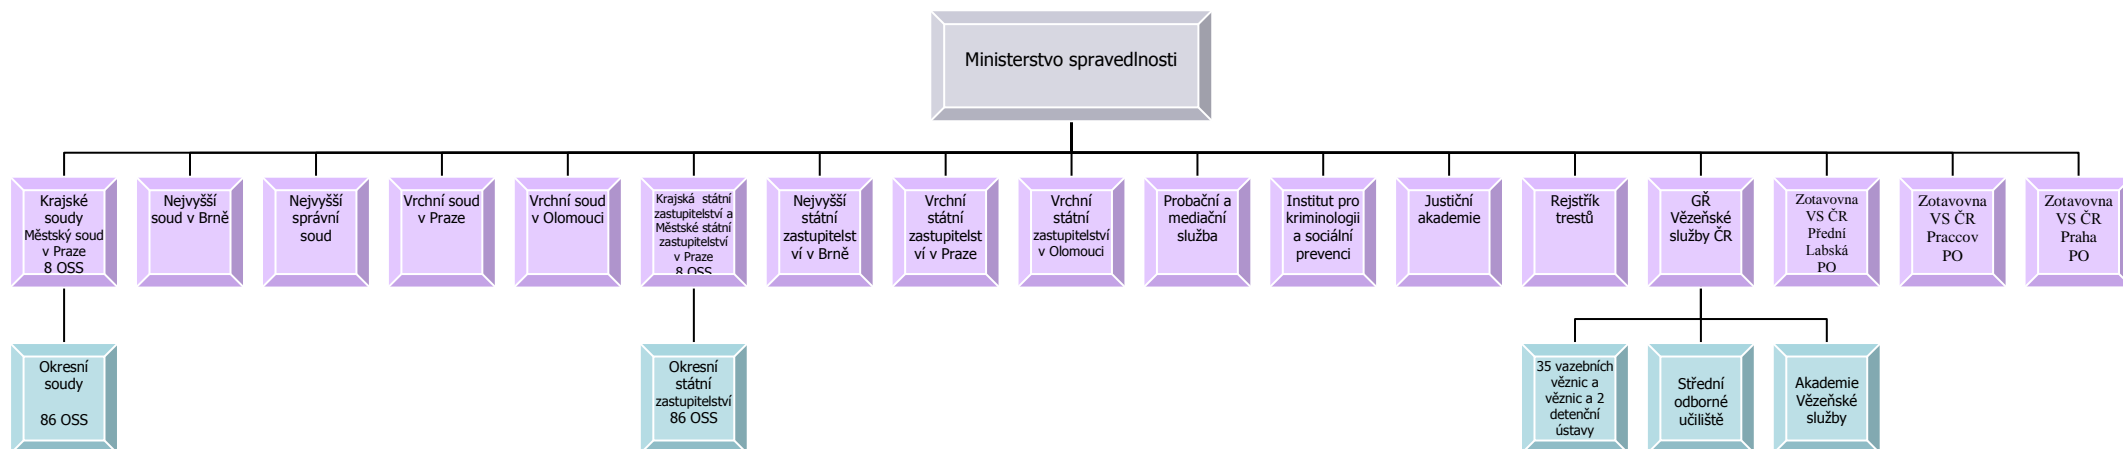 Ministerstvo spravedlnosti
Krajské
soudy
Městský soud
v Praze
8 OSS
Nejvyšší
soud v Brně
Nejvyšší
správní
soud
Vrchní soud
v Praze
Vrchní soud
v Olomouci
Krajská státní
zastupitelství a
Městské státní
zastupitelství
v Praze
8 OSS
Nejvyšší
státní
zastupitelst
ví v Brně
Vrchní
státní
zastupitelst
ví v Praze
Vrchní
státní
zastupitelství
v Olomouci
Probační a
mediační
služba
Institut pro
kriminologii
a sociální
prevenci
Justiční
akademie
Rejstřík
trestů
GŘ
Vězeňské
služby ČR
Zotavovna
VS ČR
Přední
Labská
PO
Zotavovna
VS ČR
Praccov
PO
Zotavovna
VS ČR
Praha
PO
Okresní
soudy
86 OSS
Okresní
státní
zastupitelství
86 OSS
35 vazebních
věznic a
věznic a 2
detenční
ústavy
Střední
odborné
učiliště
Akademie
Vězeňské
služby